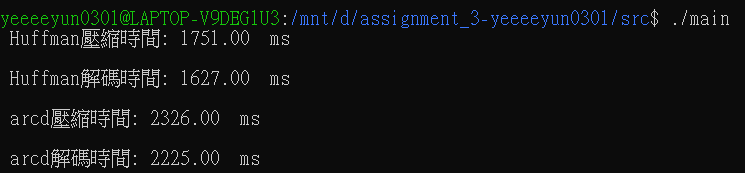 yeeeeyun0301@LAPTOP-V9DEG1U3:/mnt/d/assignment_3-yeeeeyun0301/src$ ./main
Huffman壓縮時間: 1751.00  ms
Huffman解碼時間: 1627.00  ms
arcd壓縮時間: 2326.00  ms
arcd解碼時間: 2225.00  ms